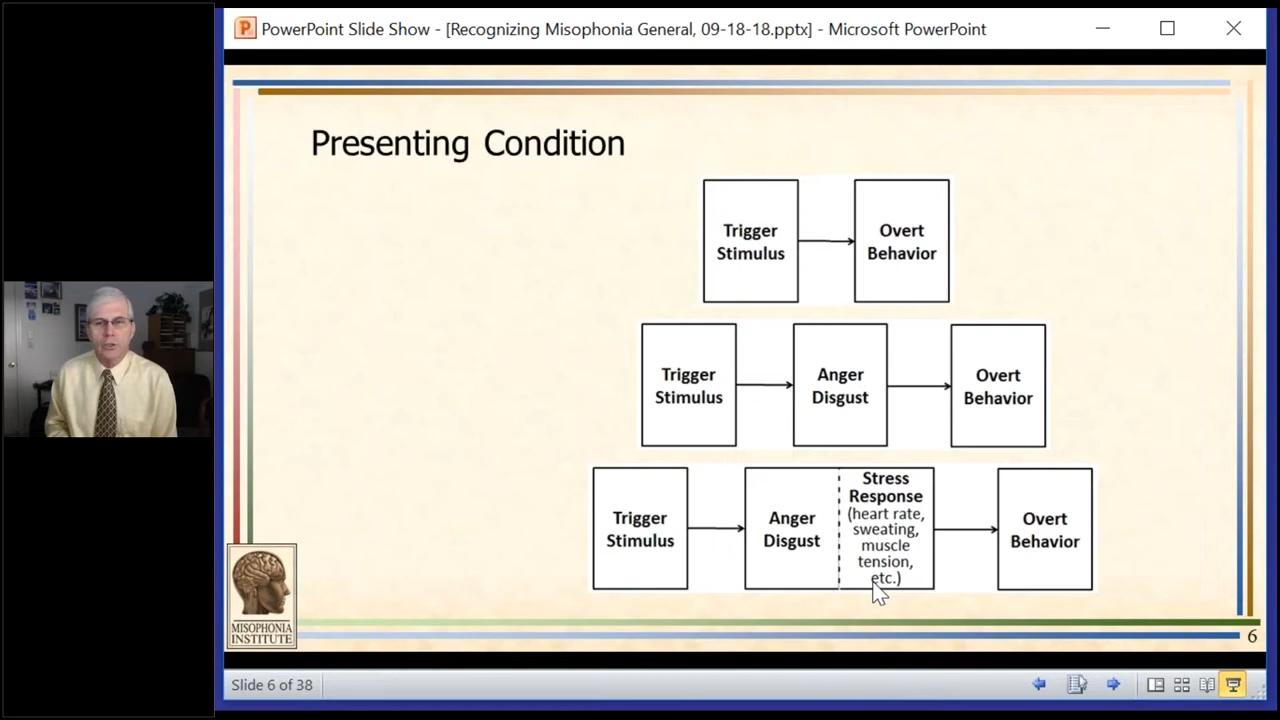 PowerPoint Slide Show - [Recognizing Misophonia General, 09-18-18.pptx] - Microsoft PowerPoint
Presenting Condition
Trigger
Stimulus
Overt
Behavior
Trigger
Stimulus
Anger
Disgust
Overt
Behavior
Trigger
Stimulus
Anger
Disgust
Stress
Response
(heart rate,
sweating,
muscle
tension,
etc.)
Overt
Behavior
MISOPHONIA
INSTITUTE
6
Slide 6 of 38